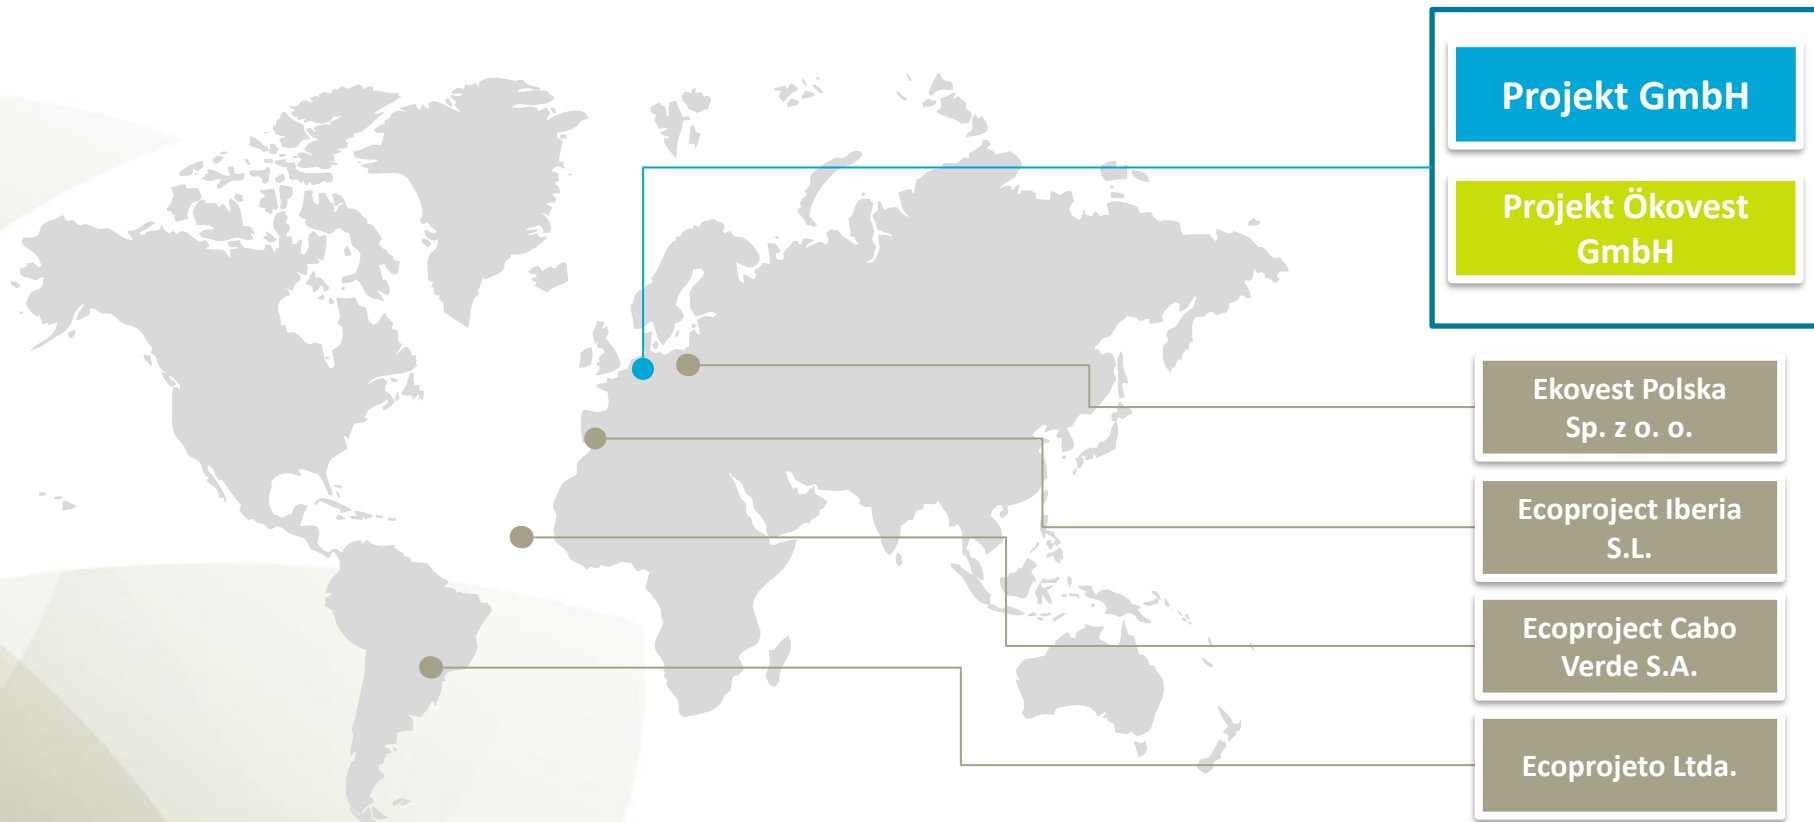 Projekt GmbH
Projekt Ökovest
GmbH
Ekovest Polska
Sp. z o. o.
Ecoproject Iberia
S.L.
Ecoproject Cabo
Verde S.A.
Ecoprojeto Ltda.